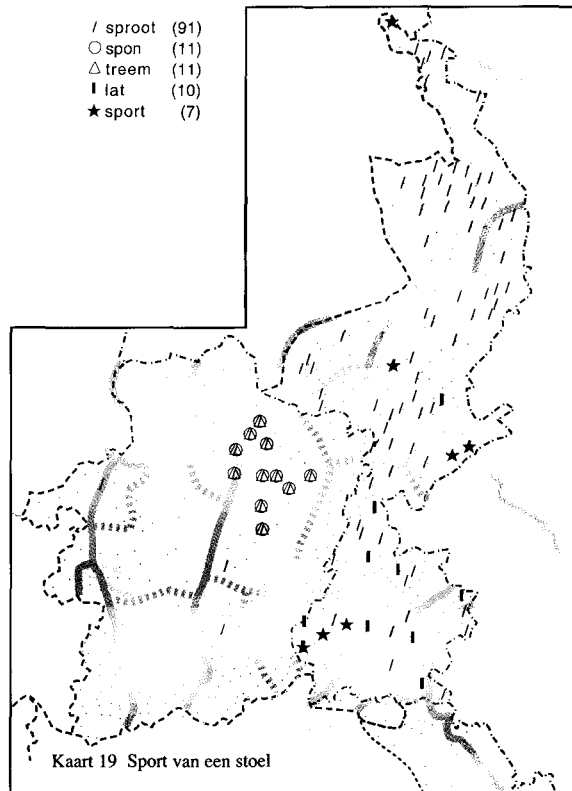 / sproot (91)
○ spon (11)
△ treem (11)
▮ lat (10)
★ sport (7)
Kaart 19 Sport van een stoel